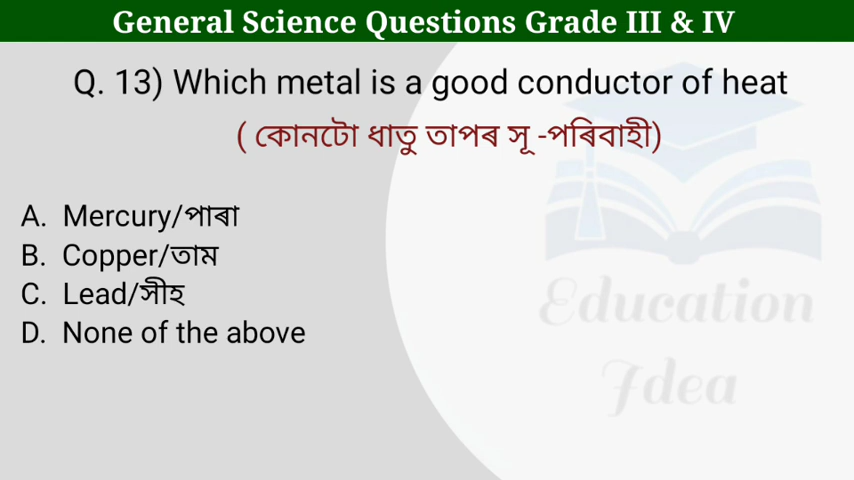 General Science Questions Grade III & IV
Q. 13) Which metal is a good conductor of heat
( কোনটো ধাতু তাপৰ সূ -পৰিবাহী)
A. Mercury/পাৰা
B. Copper/তাম
C. Lead/সীহ
D. None of the above
Education
Idea